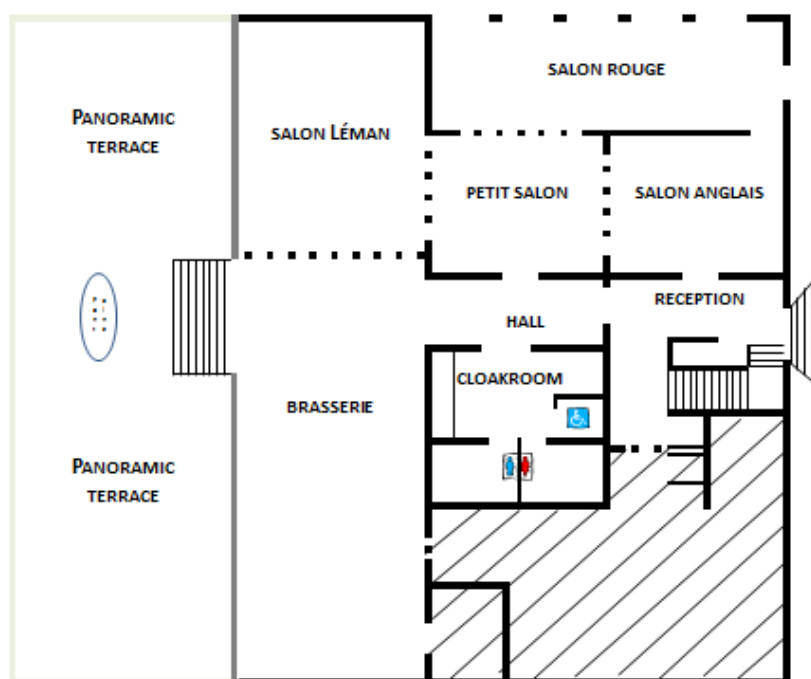 SALON ROUGE
PANORAMIC
TERRACE
SALON LÉMAN
PETIT SALON
SALON ANGLAIS
RECEPTION
HALL
CLOAKROOM
BRASSERIE
PANORAMIC
TERRACE